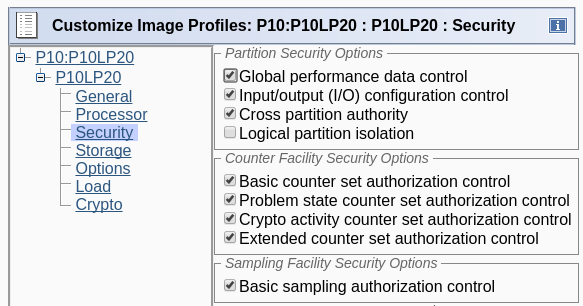 Customize Image Profiles: P10:P10LP20 : P10LP20 : Security
P10:P10LP20
P10LP20
General
Processor
Security
Storage
Options
Load
Crypto
Partition Security Options
Global performance data control
Input/output (I/O) configuration control
Cross partition authority
Logical partition isolation
Counter Facility Security Options
Basic counter set authorization control
Problem state counter set authorization control
Crypto activity counter set authorization control
Extended counter set authorization control
Sampling Facility Security Options
Basic sampling authorization control